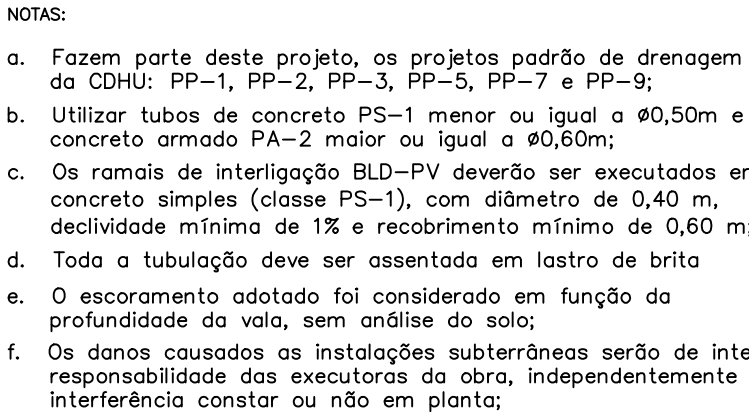 NOTAS:
a. Fazem parte deste projeto, os projetos padrão de drenagem
da CDHU: PP-1, PP-2, PP-3, PP-5, PP-7 e PP-9;
b. Utilizar tubos de concreto PS-1 menor ou igual a ø0,50m e
concreto armado PA-2 maior ou igual a ø0,60m;
c. Os ramais de interligação BLD-PV deverão ser executados
concreto simples (classe PS-1), com diâmetro de 0,40 m,
declividade mínima de 1% e recobrimento mínimo de 0,60 m;
d. Toda a tubulação deve ser assentada em lastro de brita
e. O escoramento adotado foi considerado em função da
profundidade da vala, sem análise do solo;
f. Os danos causados as instalações subterrâneas serão de
responsabilidade das executoras da obra, independentemente
interferência constar ou não em planta;